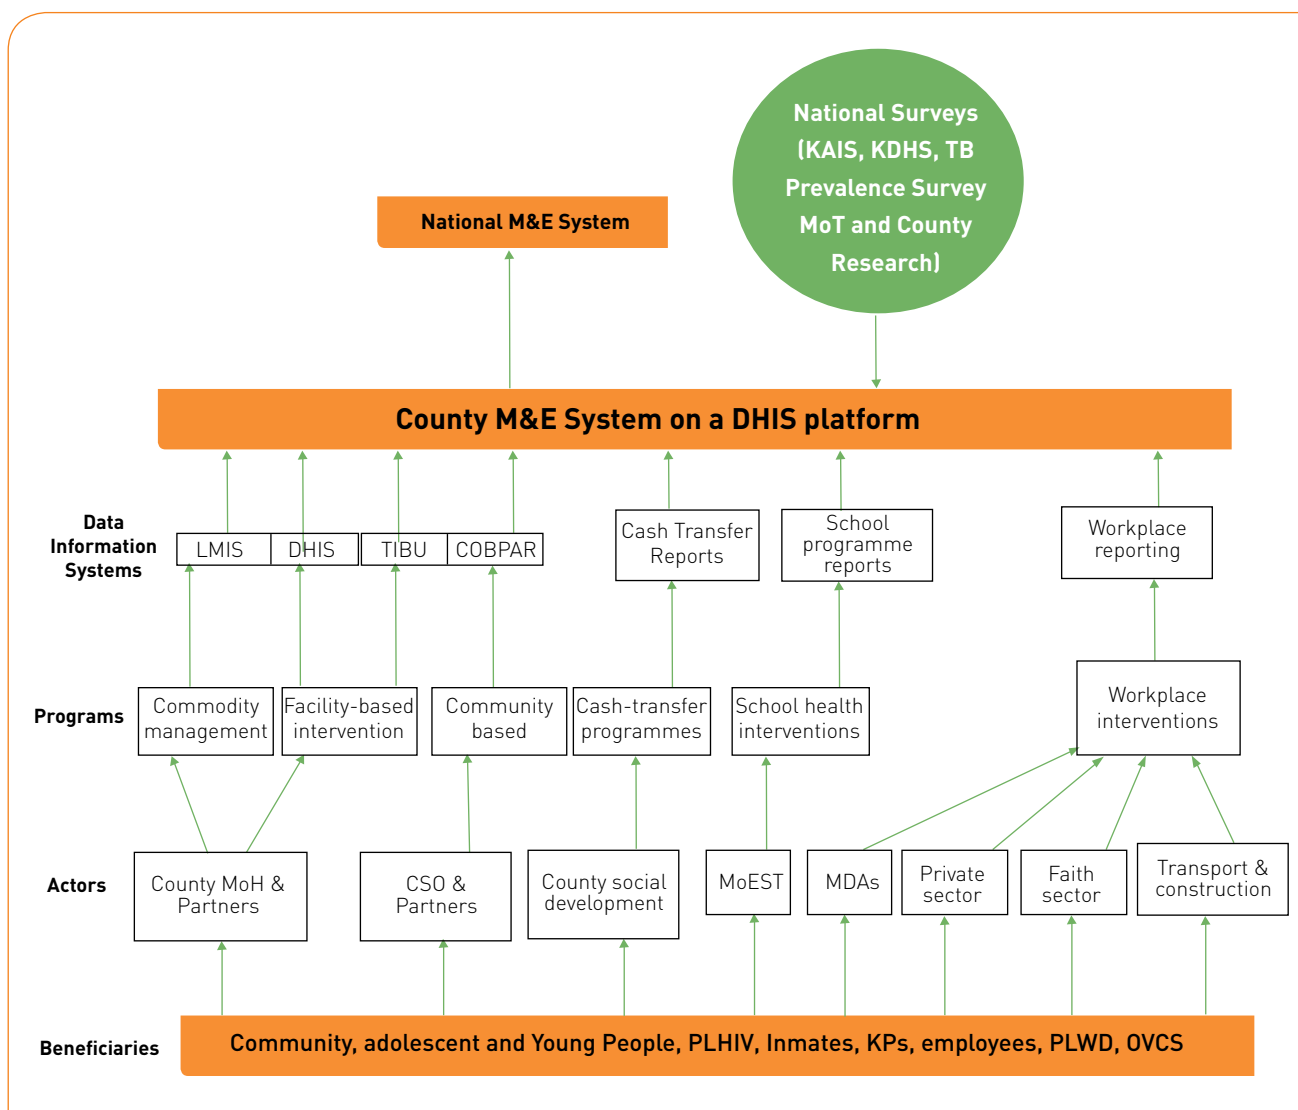 National Surveys
(KAIS, KDHS, TB
Prevalence Survey
MoT and County
Research)
National M&E System
County M&E System on a DHIS platform
Data
Information
Systems
LMIS
DHIS
TIBU
COBPAR
Cash Transfer
Reports
School
programme
reports
Workplace
reporting
Programs
Commodity
management
Facility-based
intervention
Community
based
Cash-transfer
programmes
School health
interventions
Workplace
interventions
Actors
County MoH &
Partners
CSO &
Partners
County social
development
MoEST
MDAs
Private
sector
Faith
sector
Transport &
construction
Beneficiaries
Community, adolescent and Young People, PLHIV, Inmates, KPs, employees, PLWD, OVCS